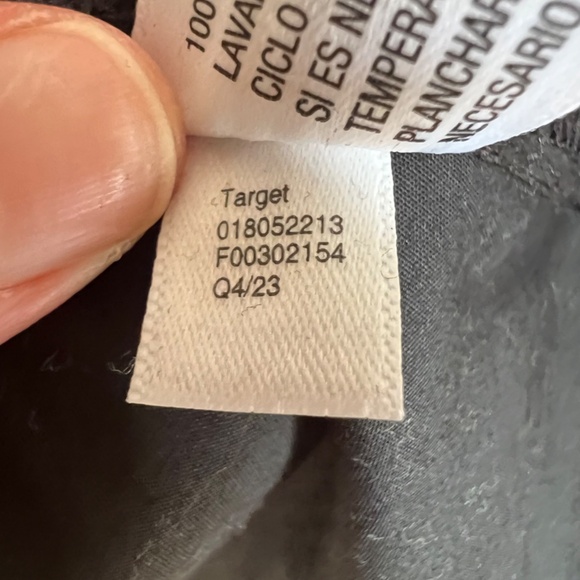 100
LAVA
CICLO
SI ES NE
TEMPERA
PLANCHAR
NECESARIO
Target
018052213
F00302154
Q4/23